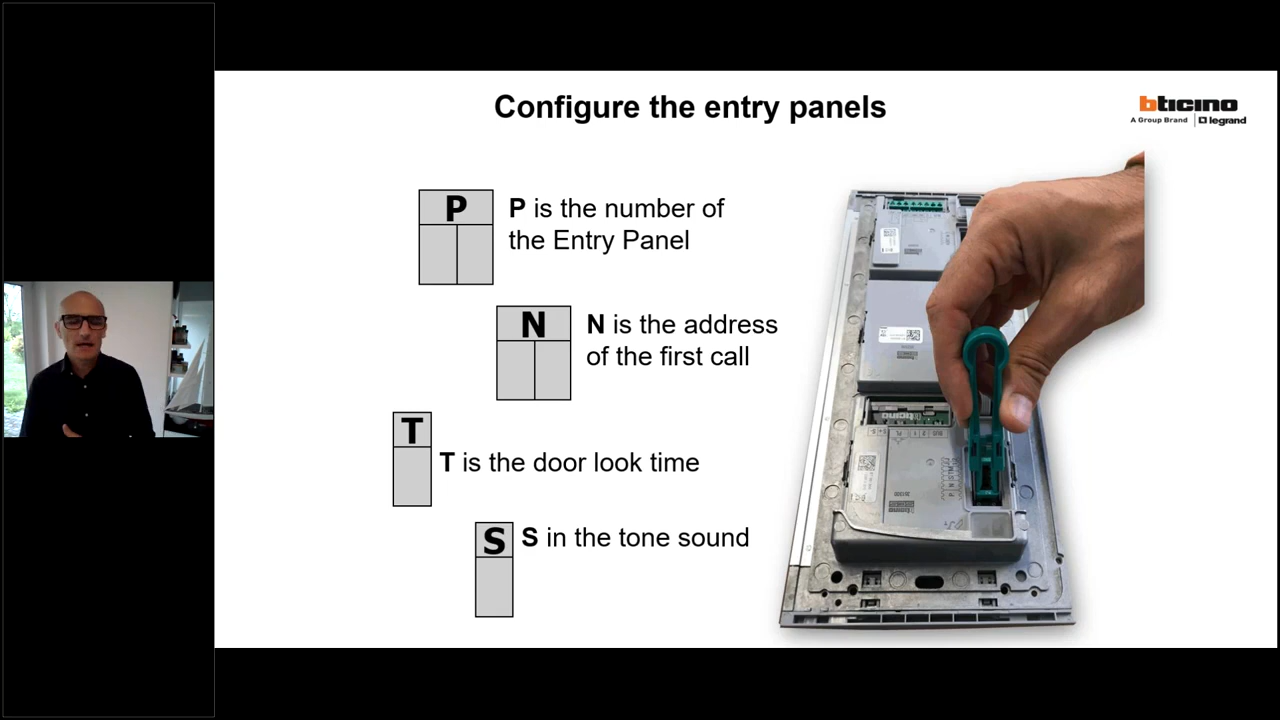 Configure the entry panels
bticino
A Group Brand | legrand
P
P is the number of
the Entry Panel
N
N is the address
of the first call
T
T is the door look time
S
S in the tone sound